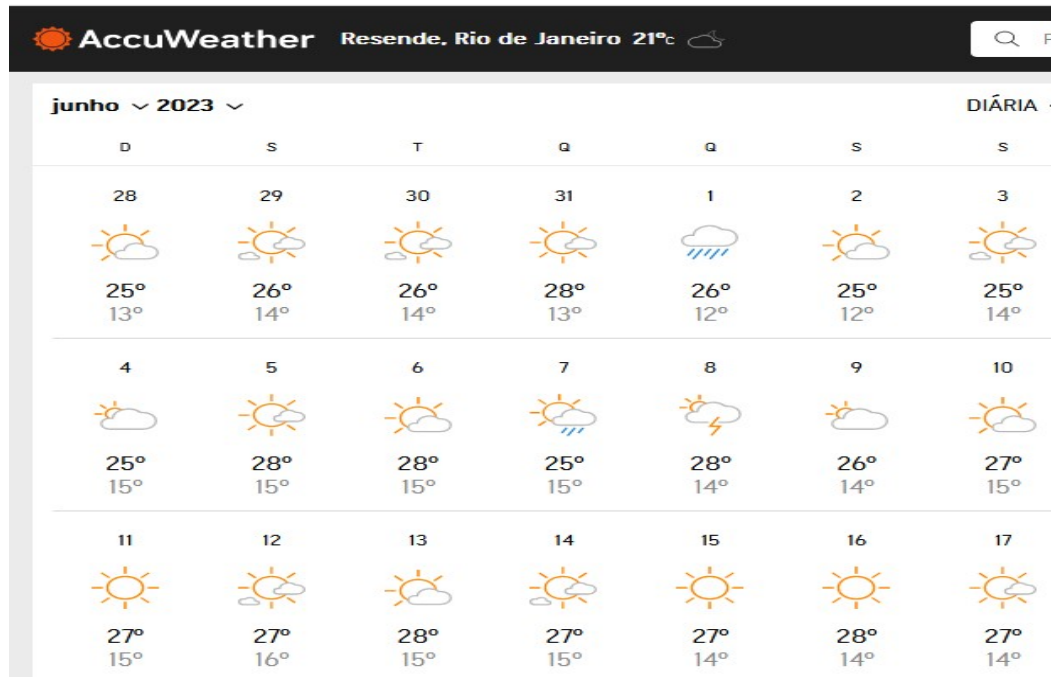 AccuWeather Resende, Rio de Janeiro 21°c
junho 2023 DIÁRIA
D S T Q Q S S
28 29 30 31 1 2 3
25° 26° 26° 28° 26° 25° 25°
13° 14° 14° 13° 12° 12° 14°
4 5 6 7 8 9 10
25° 28° 28° 25° 28° 26° 27°
15° 15° 15° 15° 14° 14° 15°
11 12 13 14 15 16 17
27° 27° 28° 27° 27° 28° 27°
15° 16° 15° 15° 14° 14° 14°